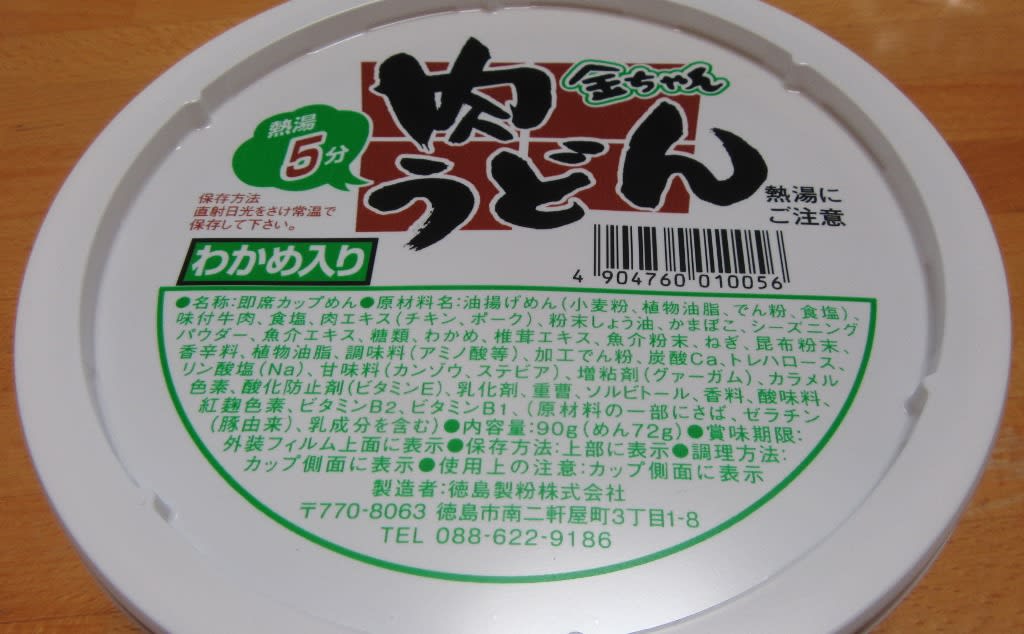 金ちゃん
肉
うどん
熱湯
5分
熱湯に
ご注意
保存方法
直射日光をさけ常温で
保存して下さい。
わかめ入り
4 904760 010056
●名称:即席カップめん●原材料名:油揚げめん(小麦粉、植物油脂、でん粉、食塩)、
味付牛肉、食塩、肉エキス(チキン、ポーク)、粉末しょう油、かまぼこ、シーズニング
パウダー、魚介エキス、糖類、わかめ、椎茸エキス、魚介粉末、ねぎ、昆布粉末、
香辛料、植物油脂、調味料(アミノ酸等)、加工でん粉、炭酸Ca、トレハロース、
リン酸塩(Na)、甘味料(カンゾウ、ステビア)、増粘剤(グァーガム)、カラメル
色素、酸化防止剤(ビタミンE)、乳化剤、重曹、ソルビトール、香料、酸味料、
紅麹色素、ビタミンB2、ビタミンB1、(原材料の一部にさば、ゼラチン
(豚由来)、乳成分を含む)●内容量:90g(めん72g)●賞味期限:
外装フィルム上面に表示●保存方法:上部に表示●調理方法:
カップ側面に表示●使用上の注意:カップ側面に表示
製造者:徳島製粉株式会社
〒770-8063 徳島市南二軒屋町3丁目1-8
TEL 088-622-9186